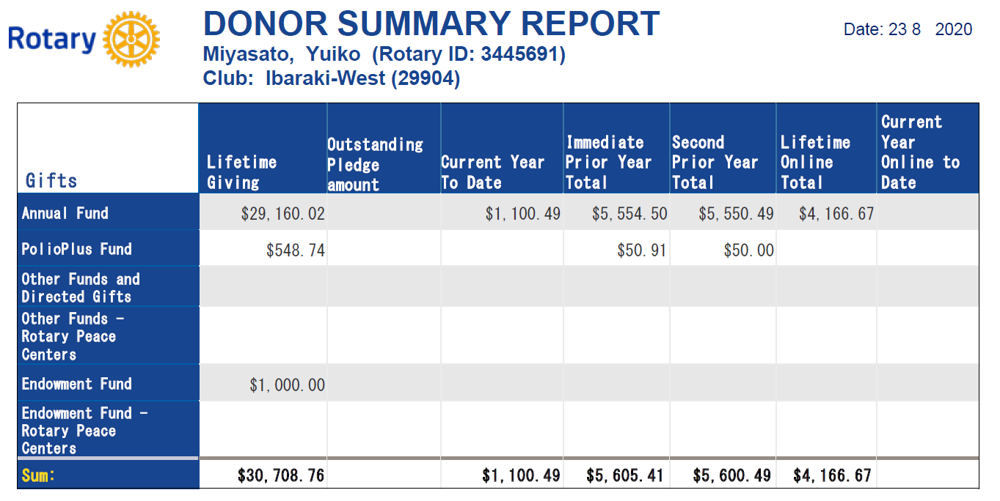 Rotary
DONOR SUMMARY REPORT
Date: 23 8 2020
Miyasato, Yuiko (Rotary ID: 3445691)
Club: Ibaraki-West (29904)
Gifts
Lifetime
Giving
Outstanding
Pledge
amount
Current Year
To Date
Immediate
Prior Year
Total
Second
Prior Year
Total
Lifetime
Online
Total
Current
Year
Online to
Date
Annual Fund $29,160.02 $1,100.49 $5,554.50 $5,550.49 $4,166.67
PolioPlus Fund $548.74 $50.91 $50.00
Other Funds and
Directed Gifts
Other Funds -
Rotary Peace
Centers
Endowment Fund $1,000.00
Endowment Fund -
Rotary Peace
Centers
Sum: $30,708.76 $1,100.49 $5,605.41 $5,600.49 $4,166.67